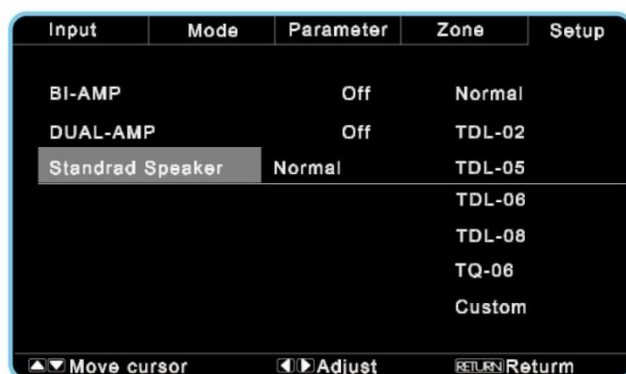 Input Mode Parameter Zone Setup
BI-AMP Off Normal
DUAL-AMP Off TDL-02
Standrad Speaker Normal TDL-05
TDL-06
TDL-08
TQ-06
Custom
Move cursor Adjust RETURN Returm